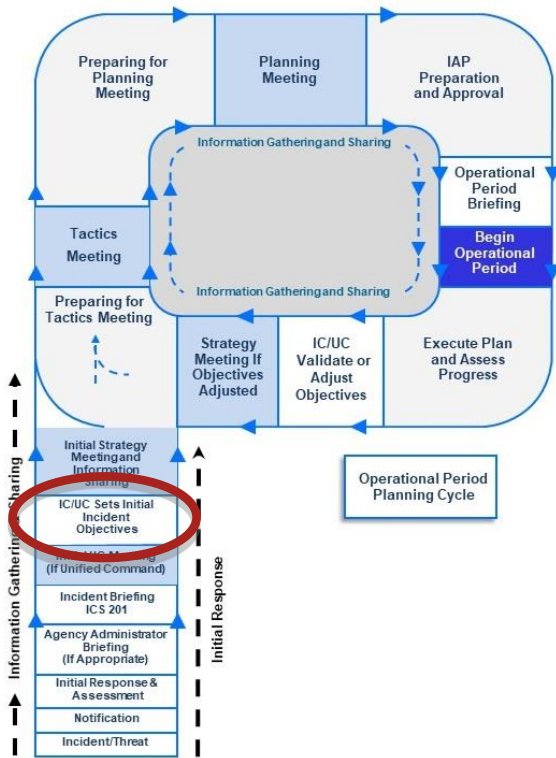 Preparing for
Planning
Meeting
Planning
Meeting
IAP
Preparation
and Approval
Information Gathering and Sharing
Operational
Period
Briefing
Begin
Operational
Period
Tactics
Meeting
Information Gathering and Sharing
Preparing for
Tactics Meeting
Strategy
Meeting If
Objectives
Adjusted
IC/UC
Validate or
Adjust
Objectives
Execute Plan
and Assess
Progress
Operational Period
Planning Cycle
Initial Strategy
Meeting and
Information
Sharing
IC/UC Sets Initial
Incident
Objectives
Initial UC Meeting
(If Unified Command)
Incident Briefing
ICS 201
Agency Administrator
Briefing
(If Appropriate)
Initial Response &
Assessment
Notification
Incident/Threat
Information Gathering and Sharing
Initial Response